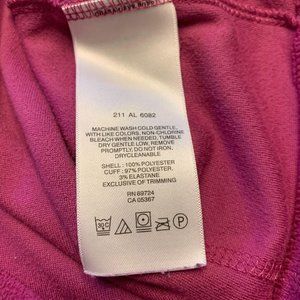 211 AL 6082
MACHINE WASH COLD GENTLE,
WITH LIKE COLORS, NON-CHLORINE
BLEACH WHEN NEEDED, TUMBLE
DRY GENTLE LOW, REMOVE
PROMPTLY, DO NOT IRON,
DRYCLEANABLE
SHELL : 100% POLYESTER
CUFF : 97% POLYESTER
3% ELASTANE
EXCLUSIVE OF TRIMMING
RN 69724
CA 05367
30C
P